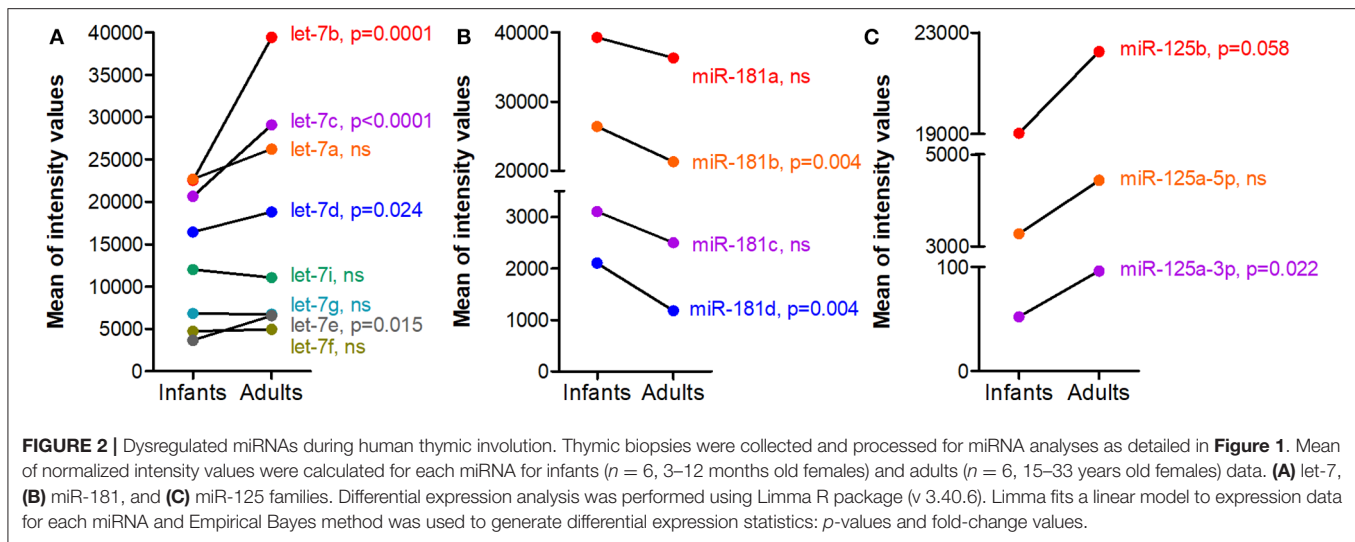 A
Mean of intensity values
40000
35000
30000
25000
20000
15000
10000
5000
0
Infants Adults
let-7b, p=0.0001
let-7c, p<0.0001
let-7a, ns
let-7d, p=0.024
let-7i, ns
let-7g, ns
let-7e, p=0.015
let-7f, ns
B
Mean of intensity values
40000
30000
20000
3000
2000
1000
0
Infants Adults
miR-181a, ns
miR-181b, p=0.004
miR-181c, ns
miR-181d, p=0.004
C
Mean of intensity values
23000
19000
5000
3000
100
0
Infants Adults
miR-125b, p=0.058
miR-125a-5p, ns
miR-125a-3p, p=0.022
FIGURE 2 | Dysregulated miRNAs during human thymic involution. Thymic biopsies were collected and processed for miRNA analyses as detailed in Figure 1. Mean
of normalized intensity values were calculated for each miRNA for infants (n = 6, 3–12 months old females) and adults (n = 6, 15–33 years old females) data. (A) let-7,
(B) miR-181, and (C) miR-125 families. Differential expression analysis was performed using Limma R package (v 3.40.6). Limma fits a linear model to expression data
for each miRNA and Empirical Bayes method was used to generate differential expression statistics: p-values and fold-change values.